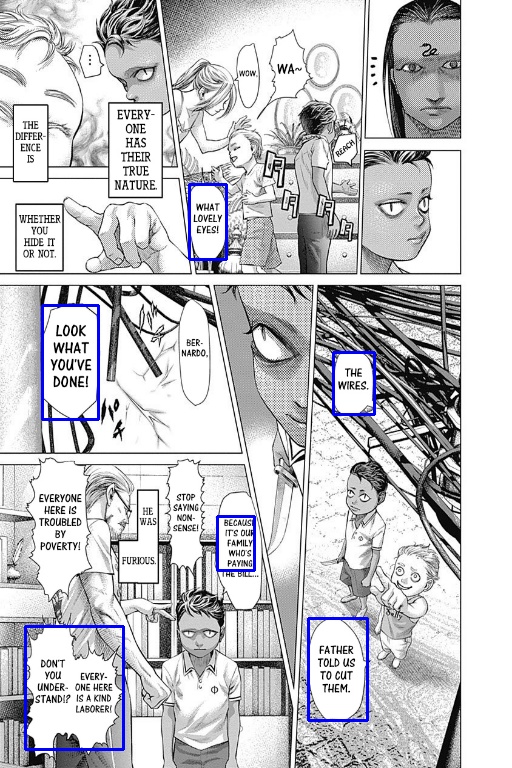 WA~
WOW,
REACH
WHAT
LOVELY
EYES!
...
EVERY-
ONE
HAS
THEIR
TRUE
NATURE.
THE
DIFFER-
ENCE
IS
WHETHER
YOU
HIDE IT
OR NOT.
THE
WIRES.
FATHER
TOLD US
TO CUT
THEM.
BER-
NARDO,
LOOK
WHAT
YOU'VE
DONE!
BECAUSE
IT'S OUR
FAMILY
WHO'S
PAYING
THE BILL...
STOP
SAYING
NON-
SENSE!
HE
WAS
FURIOUS.
EVERYONE
HERE IS
TROUBLED
BY
POVERTY!
EVERY-
ONE HERE
IS A KIND
LABORER!
DON'T
YOU
UNDER-
STAND!?